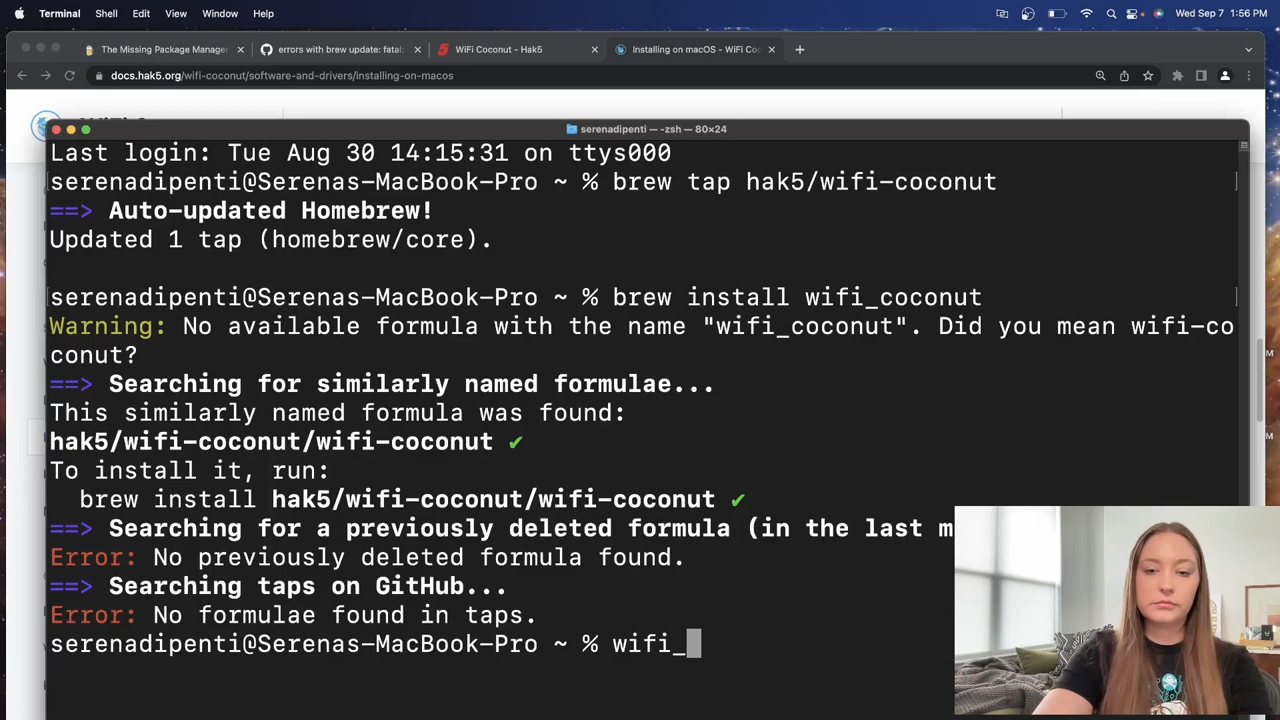 Terminal Shell Edit View Window Help Wed Sep 7 1:56 PM
The Missing Package Manage errors with brew update: fatal: WiFi Coconut - Hak5 Installing on macOS - WiFi Coc
docs.hak5.org/wifi-coconut/software-and-drivers/installing-on-macos
serenadipenti — -zsh — 80×24
Last login: Tue Aug 30 14:15:31 on ttys000
serenadipenti@Serenas-MacBook-Pro ~ % brew tap hak5/wifi-coconut
==> Auto-updated Homebrew!
Updated 1 tap (homebrew/core).
serenadipenti@Serenas-MacBook-Pro ~ % brew install wifi_coconut
Warning: No available formula with the name "wifi_coconut". Did you mean wifi-co
conut?
==> Searching for similarly named formulae...
This similarly named formula was found:
hak5/wifi-coconut/wifi-coconut ✔
To install it, run:
brew install hak5/wifi-coconut/wifi-coconut ✔
==> Searching for a previously deleted formula (in the last m
Error: No previously deleted formula found.
==> Searching taps on GitHub...
Error: No formulae found in taps.
serenadipenti@Serenas-MacBook-Pro ~ % wifi_